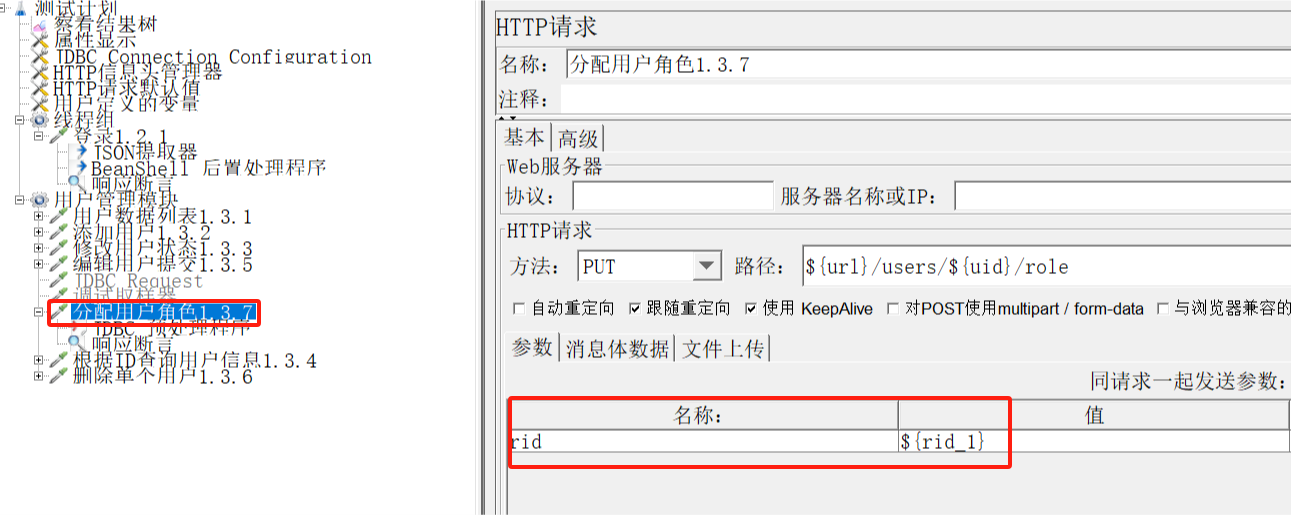 测试计划
察看结果树
属性显示
JDBC Connection Configuration
HTTP信息头管理器
HTTP请求默认值
用户定义的变量
线程组
登录1.2.1
JSON提取器
BeanShell 后置处理程序
响应断言
用户管理模块
用户数据列表1.3.1
添加用户1.3.2
修改用户状态1.3.3
编辑用户提交1.3.5
JDBC Request
调试取样器
分配用户角色1.3.7
JDBC 预处理程序
响应断言
根据ID查询用户信息1.3.4
删除单个用户1.3.6
HTTP请求
名称: 分配用户角色1.3.7
注释:
基本 高级
Web服务器
协议: 服务器名称或IP:
HTTP请求
方法: PUT 路径: ${url}/users/${uid}/role
自动重定向 跟随重定向 使用 KeepAlive 对POST使用multipart / form-data 与浏览器兼容的
参数 消息体数据 文件上传
同请求一起发送参数:
名称: 值
rid ${rid_1}